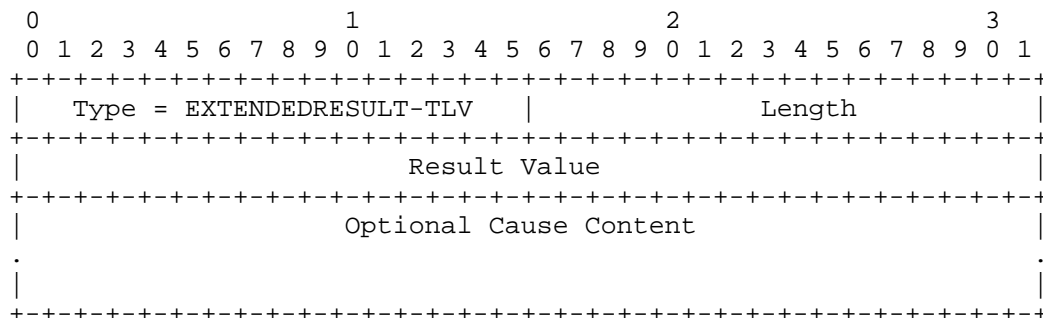 0                   1                   2                   3
 0 1 2 3 4 5 6 7 8 9 0 1 2 3 4 5 6 7 8 9 0 1 2 3 4 5 6 7 8 9 0 1
+-+-+-+-+-+-+-+-+-+-+-+-+-+-+-+-+-+-+-+-+-+-+-+-+-+-+-+-+-+-+-+-+
|   Type = EXTENDEDRESULT-TLV   |              Length           |
+-+-+-+-+-+-+-+-+-+-+-+-+-+-+-+-+-+-+-+-+-+-+-+-+-+-+-+-+-+-+-+-+
|                        Result Value                           |
+-+-+-+-+-+-+-+-+-+-+-+-+-+-+-+-+-+-+-+-+-+-+-+-+-+-+-+-+-+-+-+-+
|                    Optional Cause Content                     |
.                                                               .
|                                                               |
+-+-+-+-+-+-+-+-+-+-+-+-+-+-+-+-+-+-+-+-+-+-+-+-+-+-+-+-+-+-+-+-+